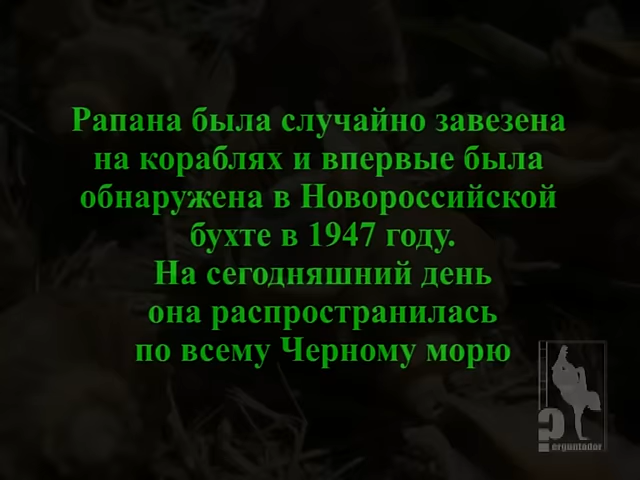 Рапана была случайно завезена
на кораблях и впервые была
обнаружена в Новороссийской
бухте в 1947 году.
На сегодняшний день
она распространилась
по всему Черному морю
erguntador